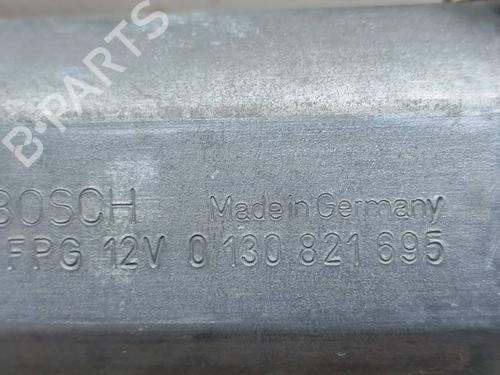 B-PARTS
BOSCH Made in Germany
FPG 12V 0 130 821 695